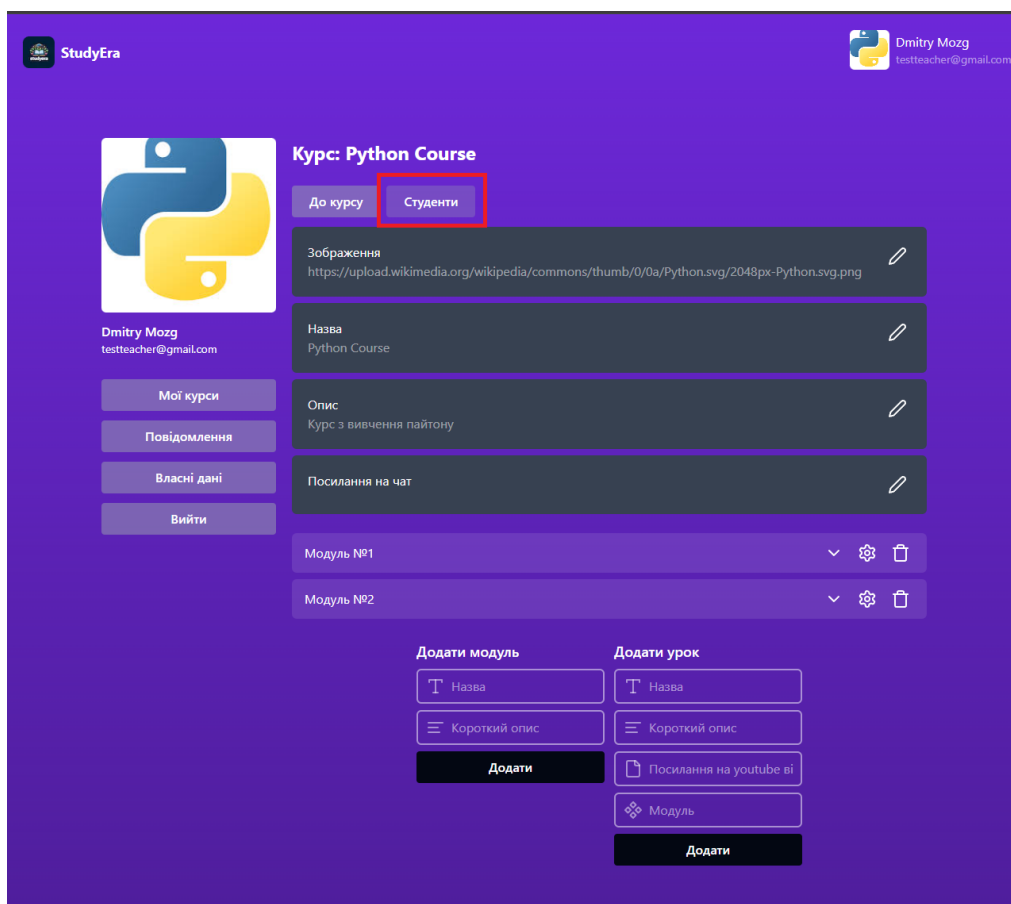 StudyEra
Dmitry Mozg
testteacher@gmail.com
Курс: Python Course
До курсу
Студенти
Зображення
https://upload.wikimedia.org/wikipedia/commons/thumb/0/0a/Python.svg/2048px-Python.svg.png
Dmitry Mozg
testteacher@gmail.com
Назва
Python Course
Мої курси
Повідомлення
Власні дані
Вийти
Опис
Курс з вивчення пайтону
Посилання на чат
Модуль №1
Модуль №2
Додати модуль
Назва
Короткий опис
Додати
Додати урок
Назва
Короткий опис
Посилання на youtube ві
Модуль
Додати